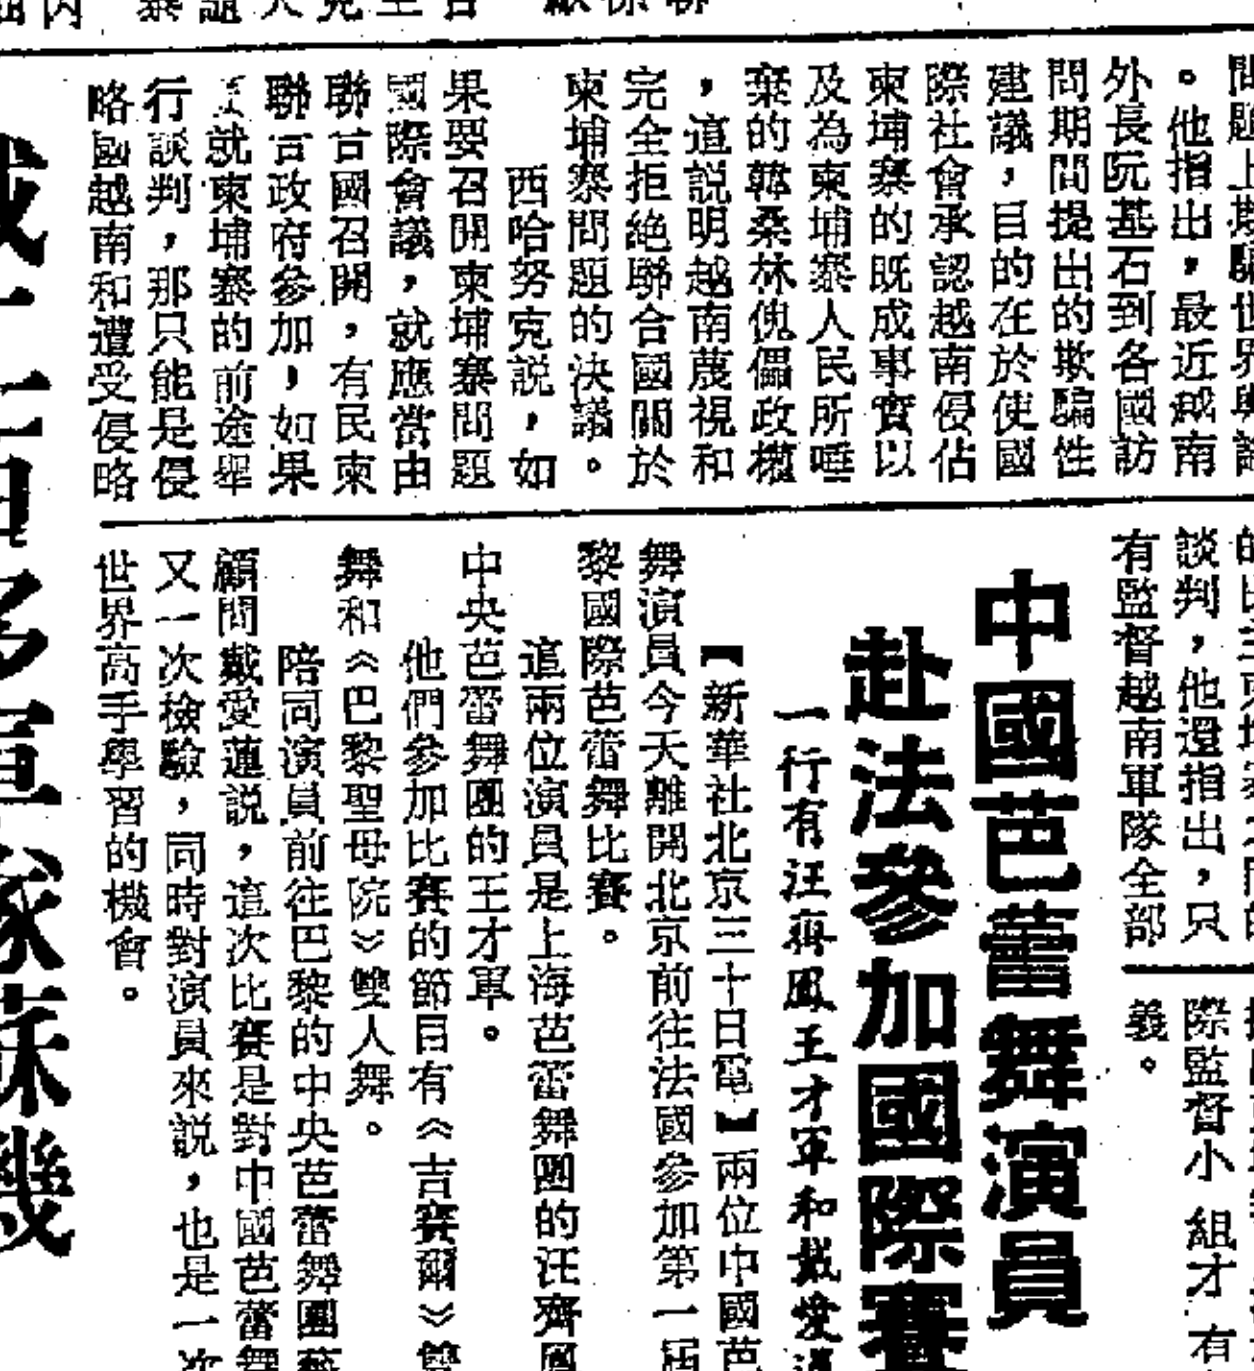 。他指出，最近越南
外長阮基石到各國訪
問期間提出的欺騙性
建議，目的在於使國
際社會承認越南侵佔
柬埔寨的既成事實以
及為柬埔寨人民所唾
棄的韓桑林傀儡政權
，這説明越南蔑視和
完全拒絶聯合國關於
柬埔寨問題的決議。
西哈努克説，如
果要召開柬埔寨問題
國際會議，就應當由
聯合國召開，有民柬
聯合政府參加，如果
就柬埔寨的前途舉
行談判，那只能是侵
略國越南和遭受侵略
談判，他還指出，只
有監督越南軍隊全部
際監督小組才有
義。
中國芭蕾舞演員
赴法參加國際賽
一行有汪齊鳳王才軍和戴愛蓮
【新華社北京三十日電】兩位中國芭
舞演員今天離開北京前往法國參加第一屆
黎國際芭蕾舞比賽。
這兩位演員是上海芭蕾舞團的汪齊鳳
中央芭蕾舞團的王才軍。
他們參加比賽的節目有《吉賽爾》雙
舞和《巴黎聖母院》雙人舞。
陪同演員前往巴黎的中央芭蕾舞團藝
顧問戴愛蓮説，這次比賽是對中國芭蕾舞
又一次檢驗，同時對演員來説，也是一次
世界高手學習的機會。